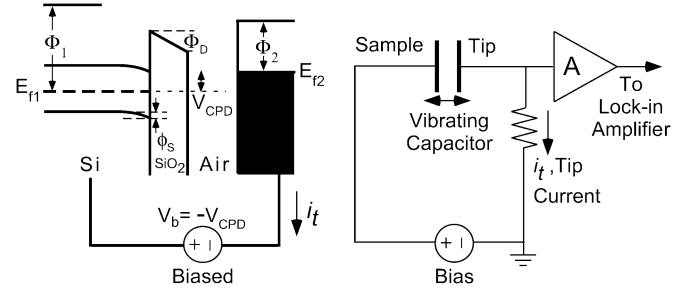 Φ1
ΦD
Φ2
Ef1
Ef2
VCPD
ϕS
SiO2
Si
Air
Vb= -VCPD
it
+ I
Biased
Sample
Tip
A
To
Lock-in
Amplifier
Vibrating
Capacitor
it ,Tip
Current
+ I
Bias